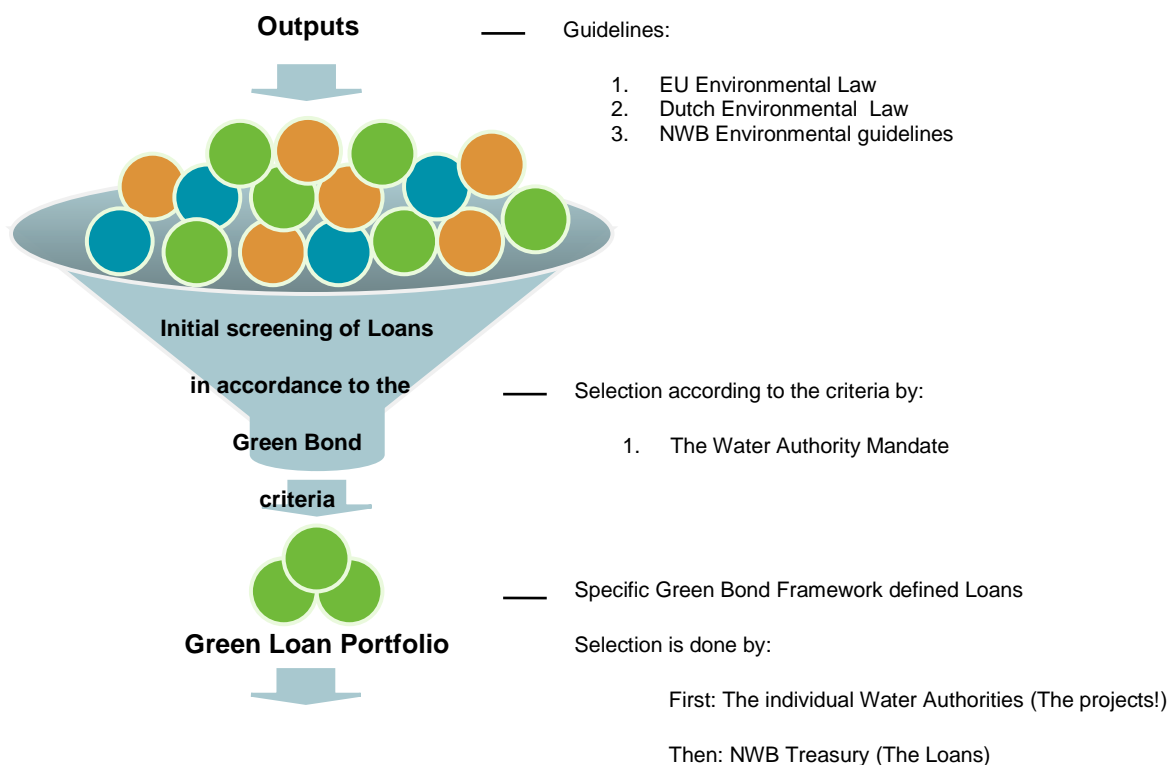 Outputs
Guidelines:
1. EU Environmental Law
2. Dutch Environmental Law
3. NWB Environmental guidelines
Initial screening of Loans
in accordance to the
Green Bond
criteria
Selection according to the criteria by:
1. The Water Authority Mandate
Specific Green Bond Framework defined Loans
Green Loan Portfolio
Selection is done by:
First: The individual Water Authorities (The projects!)
Then: NWB Treasury (The Loans)